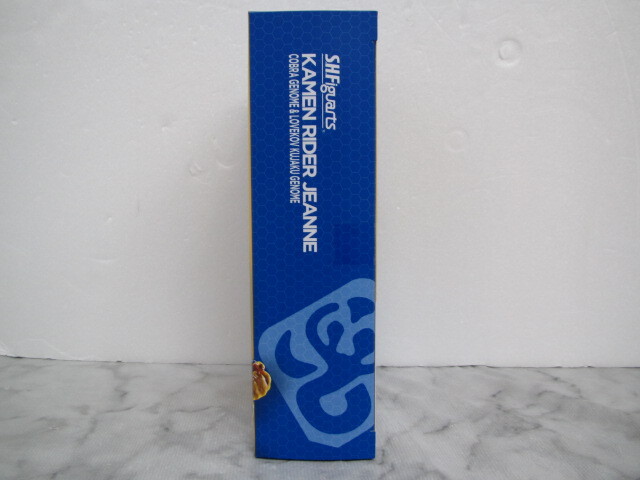 S.H.Figuarts
KAMEN RIDER JEANNE
COBRA GENOME & LOVEKOV KUJAKU GENOME